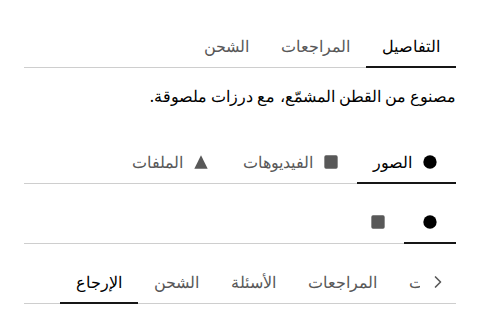 التفاصيل المراجعات الشحن
مصنوع من القطن المشمّع، مع درزات ملصوقة.
الصور الفيديوهات الملفات
ت المراجعات الأسئلة الشحن الإرجاع